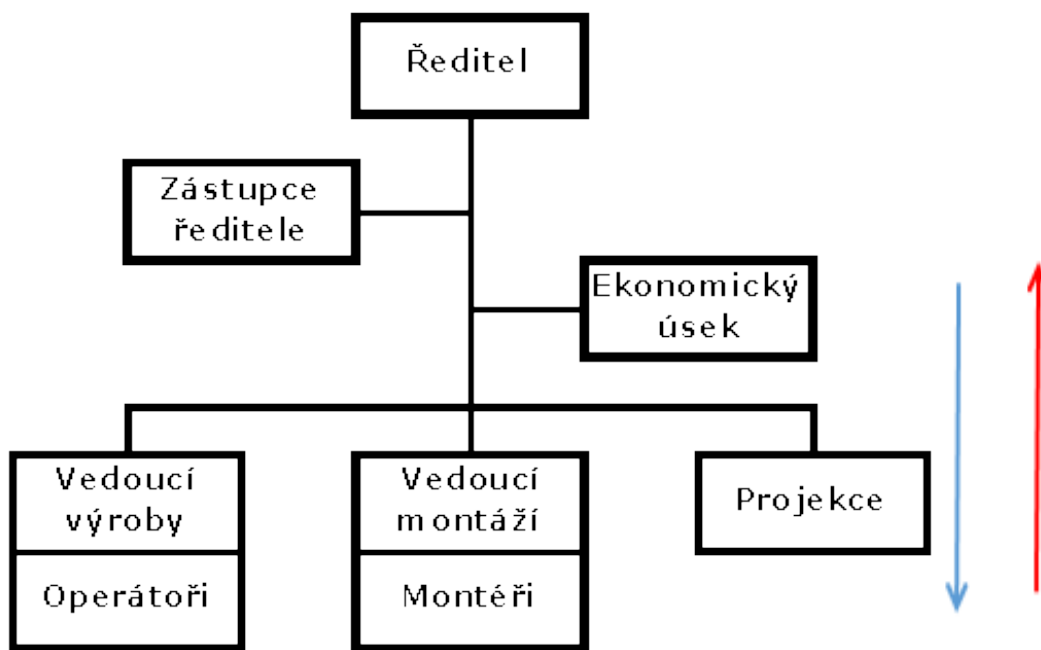 Ředitel
Zástupce
ředitele
Ekonomický
úsek
Vedoucí
výroby
Operátoři
Vedoucí
montáží
Montéři
Projekce